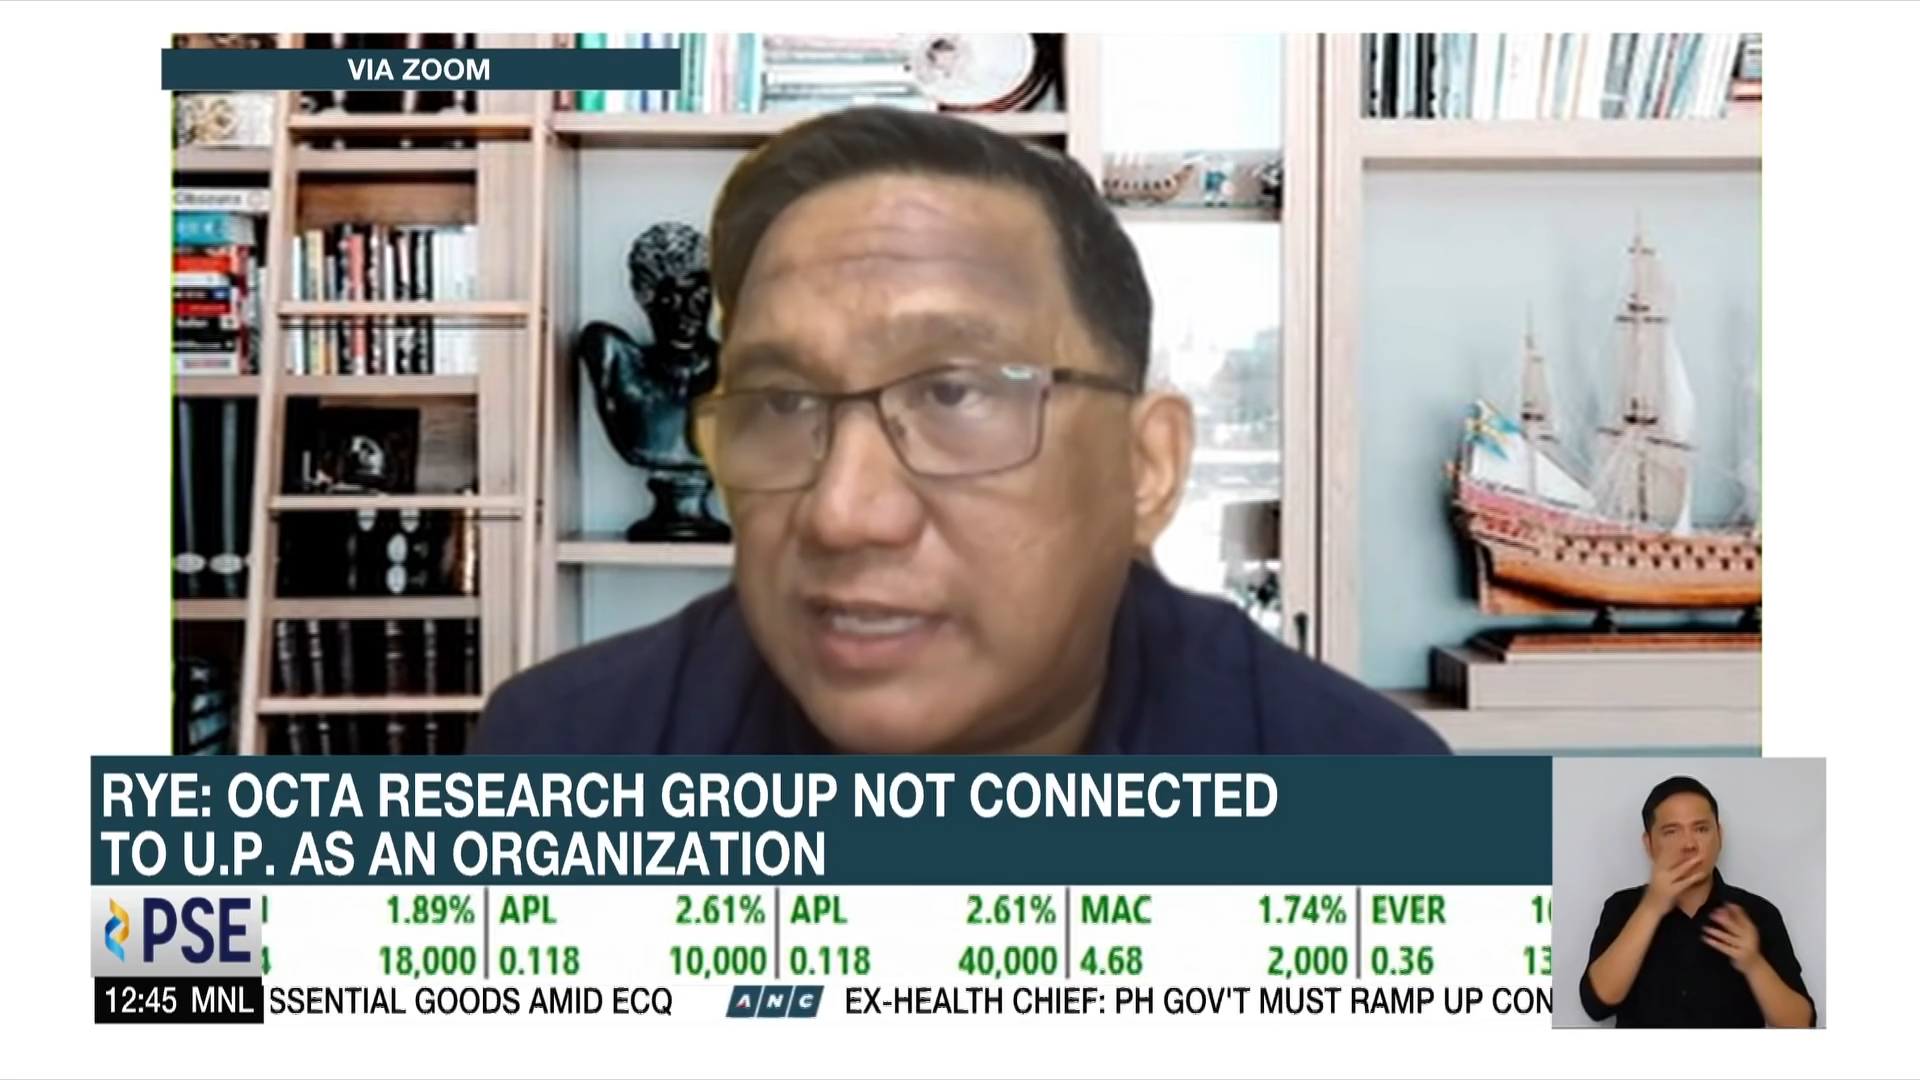 VIA ZOOM
Obscura
RYE: OCTA RESEARCH GROUP NOT CONNECTED
TO U.P. AS AN ORGANIZATION
PSE
1.89% APL 2.61% APL 2.61% MAC 1.74% EVER
18,000 0.118 10,000 0.118 40,000 4.68 2,000 0.36
12:45 MNL SSENTIAL GOODS AMID ECQ ANC EX-HEALTH CHIEF: PH GOV'T MUST RAMP UP CON